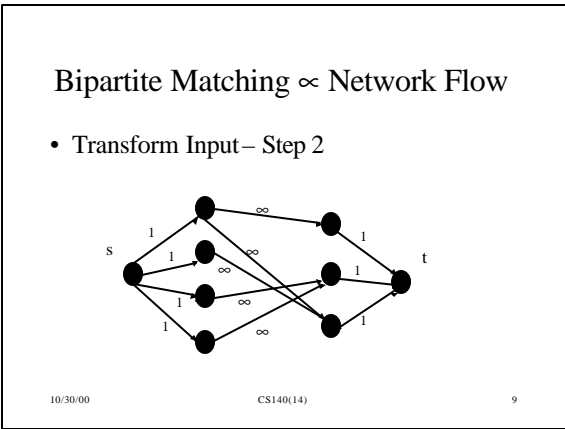 Bipartite Matching ∝ Network Flow
• Transform Input – Step 2
∞
1
1
s
∞
1
t
∞
1
1
∞
1
1
∞
10/30/00 CS140(14) 9